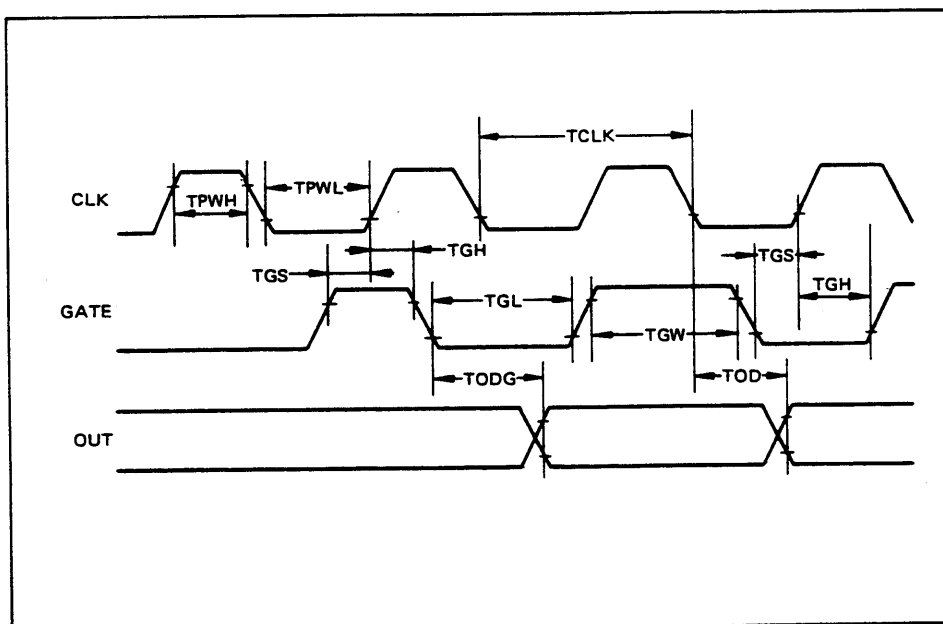 TCLK
CLK
TPWH
TPWL
TGS
TGH
TGS
TGH
GATE
TGL
TGW
TODG
TOD
OUT